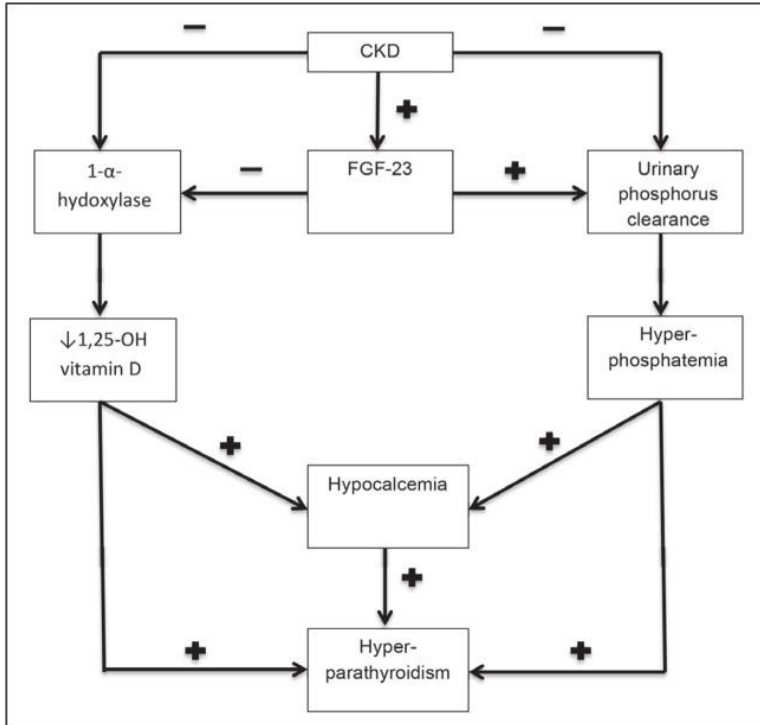 −
−
CKD
+
1-α-
hydoxylase
−
FGF-23
+
Urinary
phosphorus
clearance
↓1,25-OH
vitamin D
Hyper-
phosphatemia
+
+
Hypocalcemia
+
+
Hyper-
parathyroidism
+